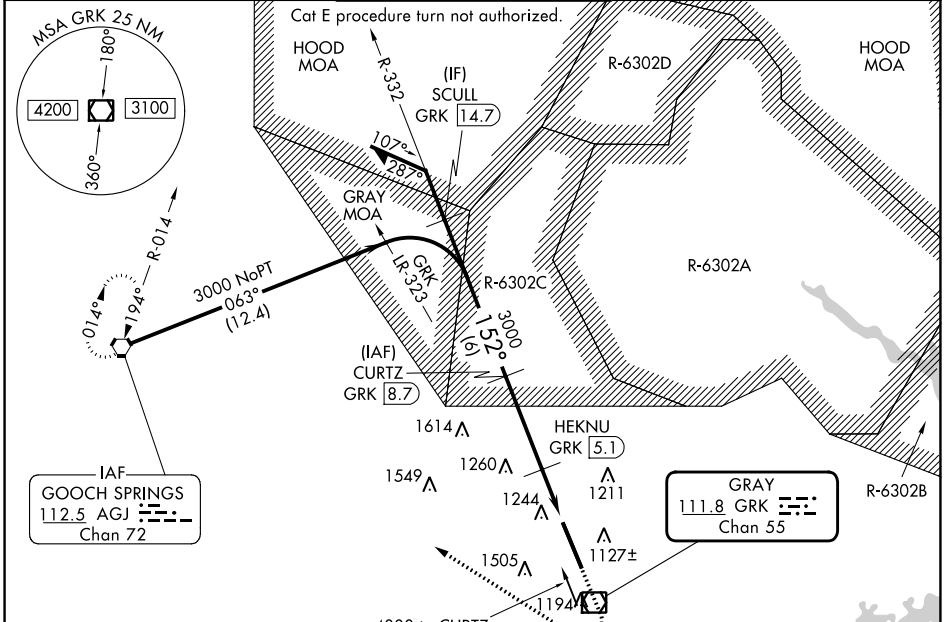 Cat E procedure turn not authorized.
MSA GRK 25 NM
180°
4200
3100
360°
HOOD
MOA
R-332
(IF)
SCULL
GRK 14.7
R-6302D
HOOD
MOA
107°
287°
GRAY
MOA
GRK
LR-323
R-6302C
R-6302A
R-014
194°
014°
3000 NoPT
063°
(12.4)
3000
152°
(6)
(IAF)
CURTZ
GRK 8.7
HEKNU
GRK 5.1
1614
1549
1260
1244
1211
1505
1127±
1194
R-6302B
IAF
GOOCH SPRINGS
112.5 AGJ
Chan 72
GRAY
111.8 GRK
Chan 55